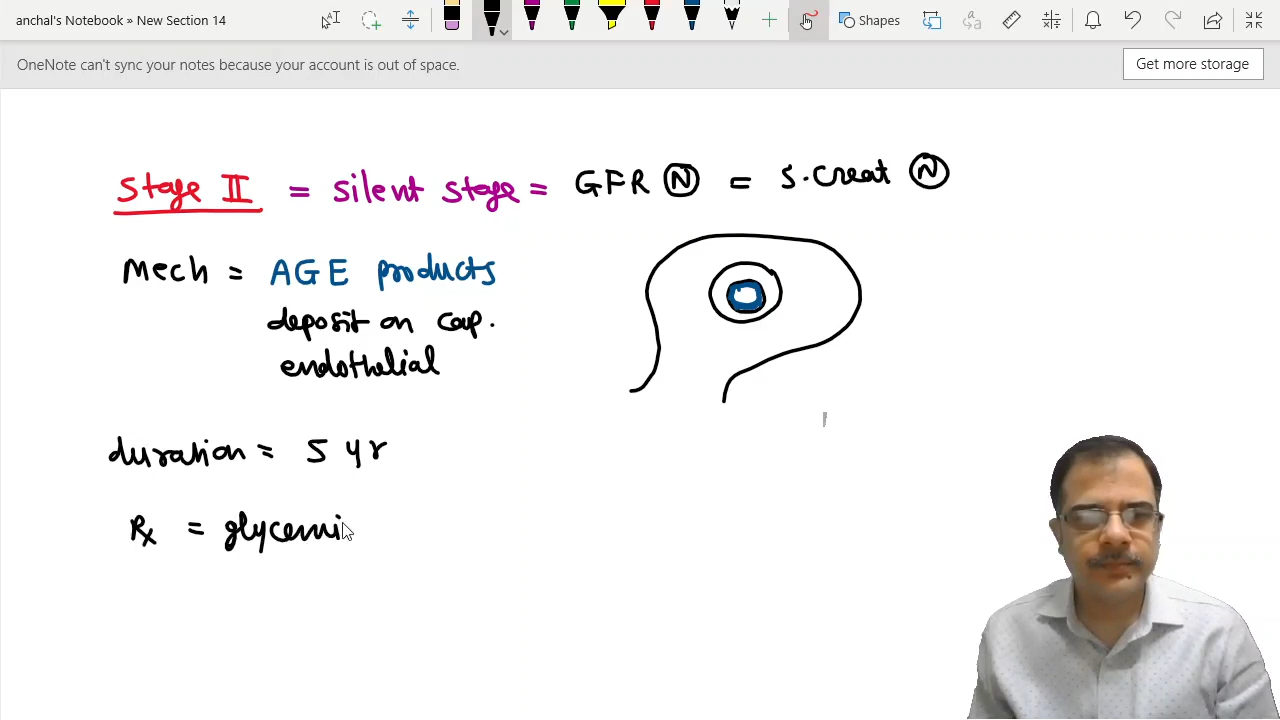 anchal's Notebook » New Section 14
Shapes
OneNote can't sync your notes because your account is out of space.
Get more storage
Stage II = silent stage = GFR N = S.Creat N
Mech = AGE products
deposit on cap.
endothelial
duration = 5 yr
Rx = glycemi